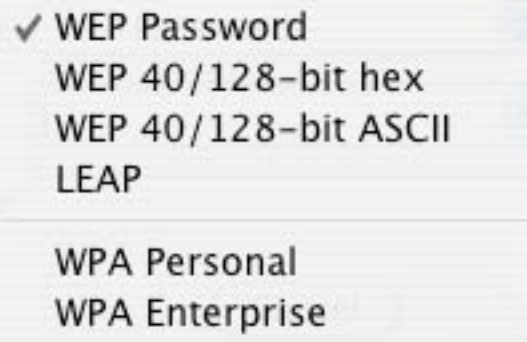 ✓ WEP Password
WEP 40/128-bit hex
WEP 40/128-bit ASCII
LEAP
WPA Personal
WPA Enterprise